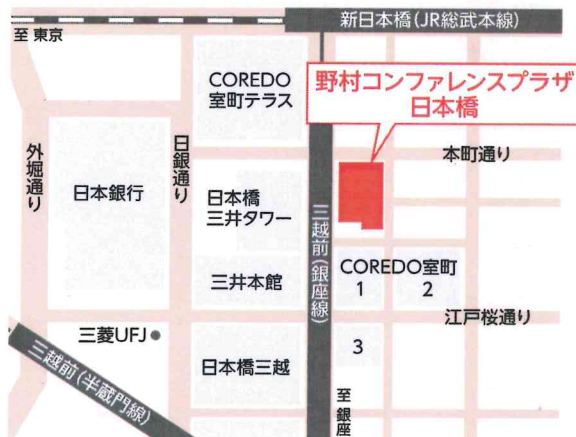 新日本橋(JR総武本線)
至 東京
COREDO
室町テラス
野村コンファレンスプラザ
日本橋
外堀通り
日銀通り
本町通り
日本銀行
日本橋
三井タワー
三越前(銀座線)
三井本館
COREDO室町
1
2
江戸桜通り
三菱UFJ
3
三越前(半蔵門線)
日本橋三越
至 銀座